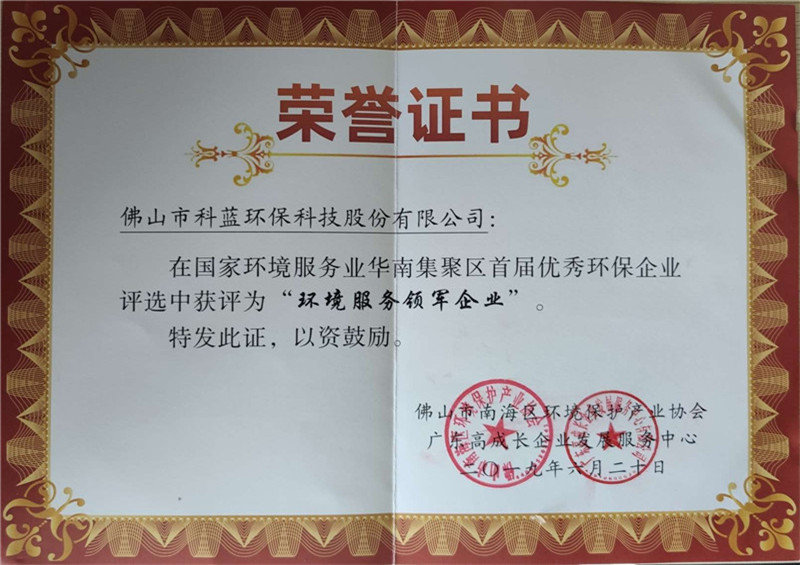 荣誉证书
佛山市科蓝环保科技股份有限公司：
在国家环境服务业华南集聚区首届优秀环保企业
评选中获评为“环境服务领军企业”。
特发此证，以资鼓励。
佛山市南海区环境保护产业协会
广东高成长企业发展服务中心
二〇一九年六月二十日